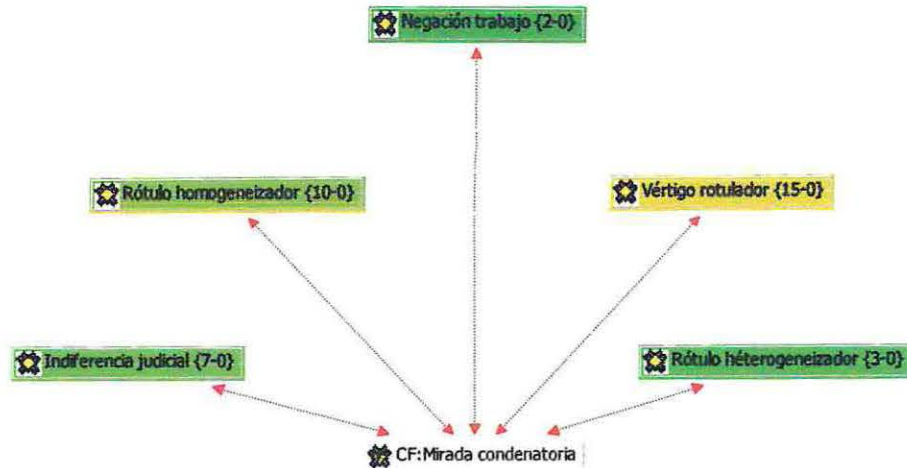 Negación trabajo {2-0}
Rótulo homogeneizador {10-0}
Vértigo rotulador {15-0}
Indiferencia judicial {7-0}
Rótulo héterogeneizador {3-0}
CF:Mirada condenatoria